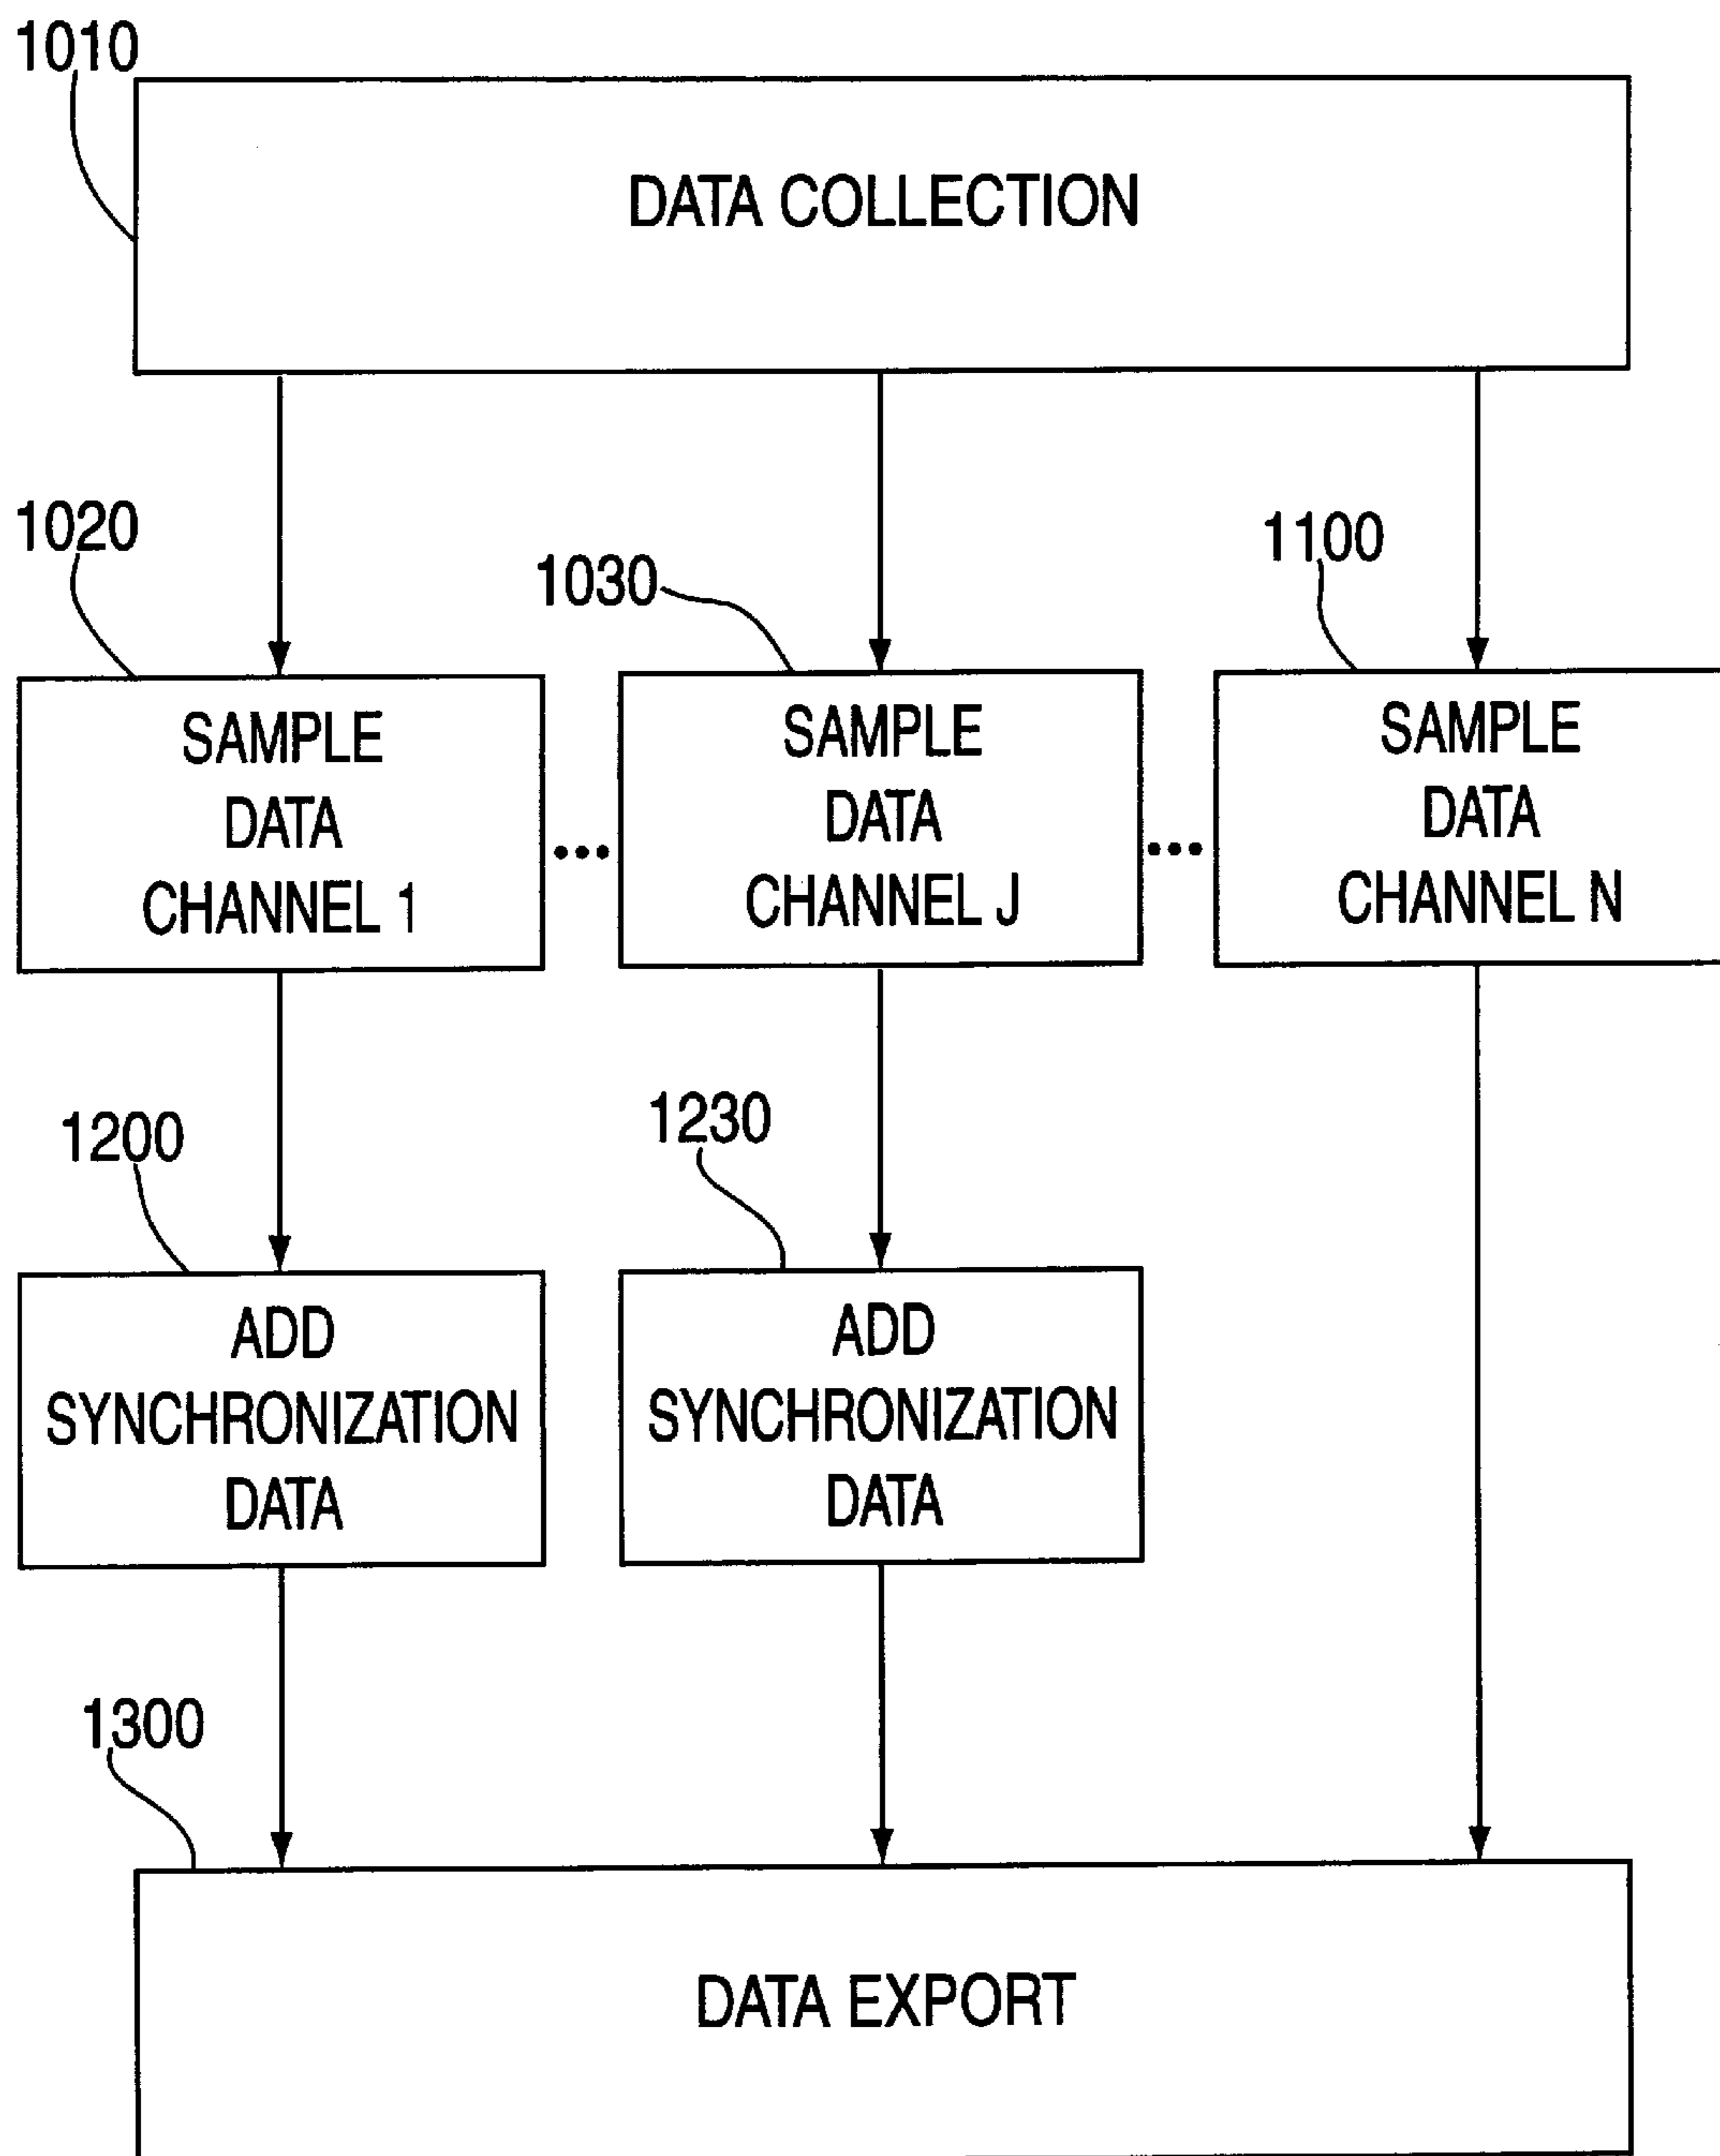 1010
DATA COLLECTION
1020
1030
1100
SAMPLE
DATA
CHANNEL 1
SAMPLE
DATA
CHANNEL J
SAMPLE
DATA
CHANNEL N
1200
1230
ADD
SYNCHRONIZATION
DATA
ADD
SYNCHRONIZATION
DATA
1300
DATA EXPORT